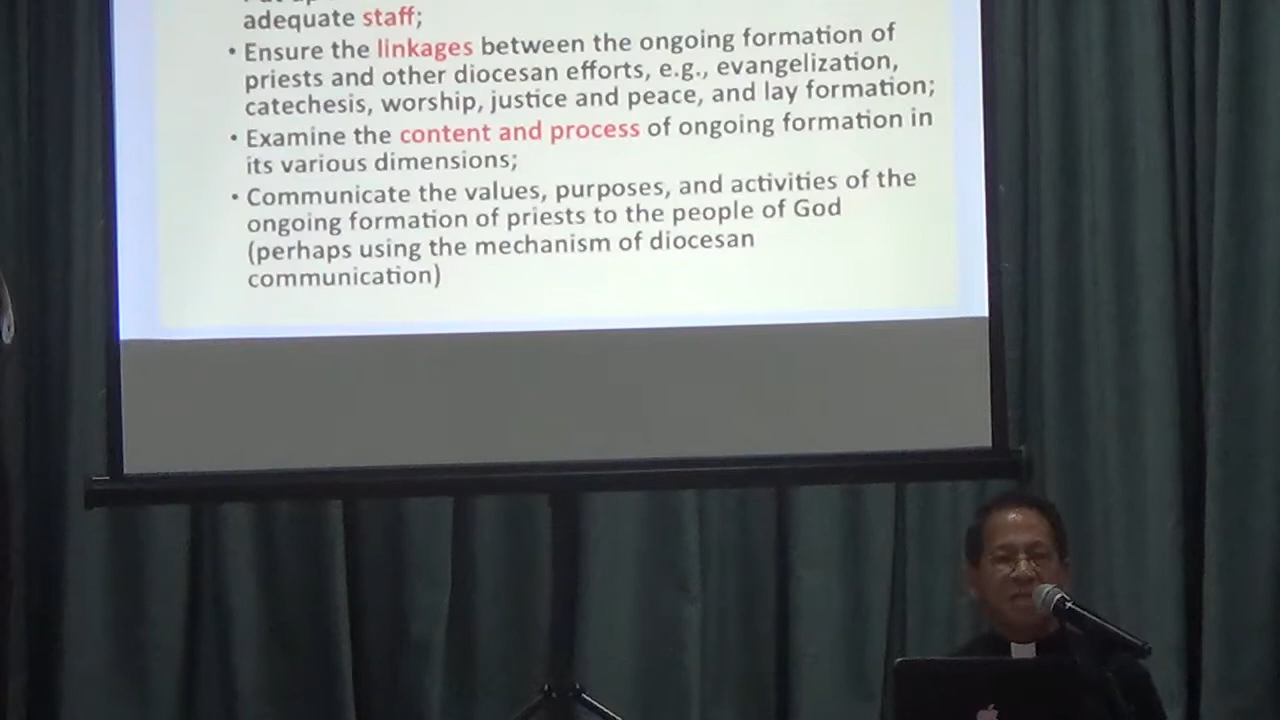 adequate staff;
• Ensure the linkages between the ongoing formation of
priests and other diocesan efforts, e.g., evangelization,
catechesis, worship, justice and peace, and lay formation;
• Examine the content and process of ongoing formation in
its various dimensions;
• Communicate the values, purposes, and activities of the
ongoing formation of priests to the people of God
(perhaps using the mechanism of diocesan
communication)